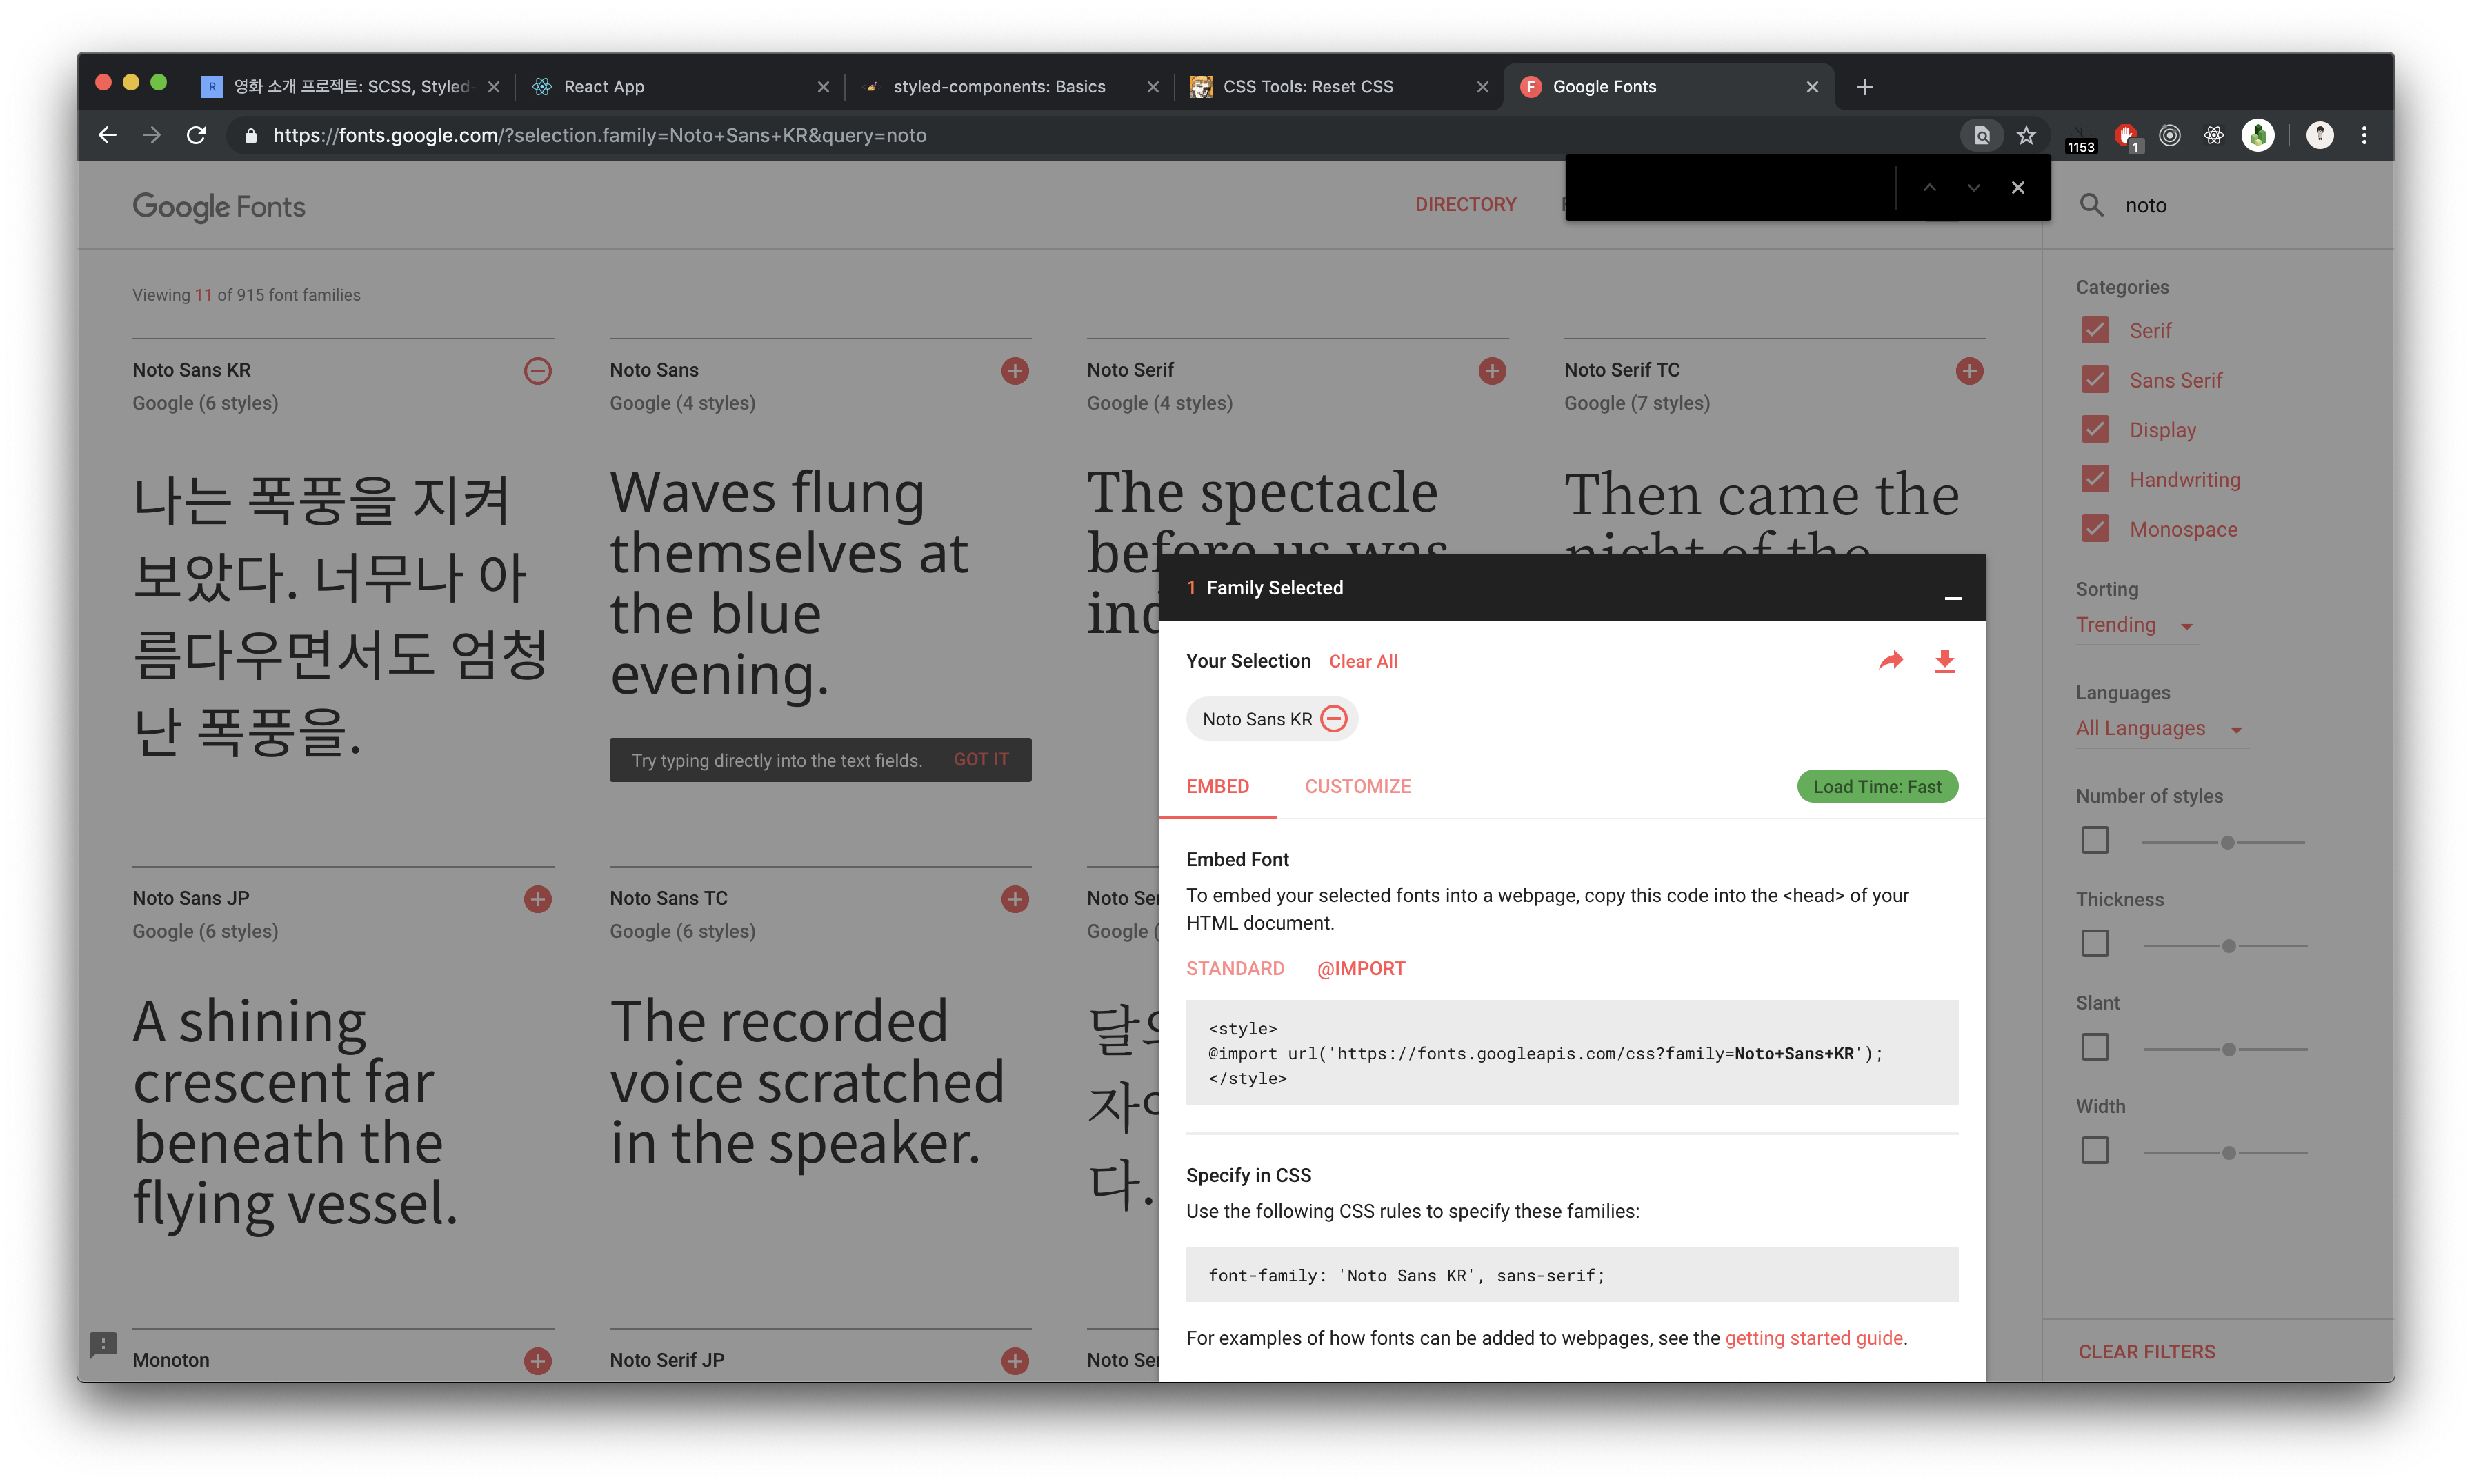 영화 소개 프로젝트: SCSS, Styled-
React App
styled-components: Basics
CSS Tools: Reset CSS
Google Fonts
https://fonts.google.com/?selection.family=Noto+Sans+KR&query=noto
1153
1
Google Fonts
DIRECTORY
noto
Viewing 11 of 915 font families
Noto Sans KR
Google (6 styles)
나는 폭풍을 지켜
보았다. 너무나 아
름다우면서도 엄청
난 폭풍을.
Noto Sans
Google (4 styles)
Waves flung
themselves at
the blue
evening.
Try typing directly into the text fields. GOT IT
Noto Serif
Google (4 styles)
The spectacle
before us was
ind
Noto Serif TC
Google (7 styles)
Then came the
night of the
Noto Sans JP
Google (6 styles)
A shining
crescent far
beneath the
flying vessel.
Noto Sans TC
Google (6 styles)
The recorded
voice scratched
in the speaker.
Noto Se
Google (
달
자
다.
Monoton
Noto Serif JP
Noto Se
1 Family Selected
Your Selection Clear All
Noto Sans KR
EMBED CUSTOMIZE Load Time: Fast
Embed Font
To embed your selected fonts into a webpage, copy this code into the <head> of your
HTML document.
STANDARD @IMPORT
<style>
@import url('https://fonts.googleapis.com/css?family=Noto+Sans+KR');
</style>
Specify in CSS
Use the following CSS rules to specify these families:
font-family: 'Noto Sans KR', sans-serif;
For examples of how fonts can be added to webpages, see the getting started guide.
Categories
Serif
Sans Serif
Display
Handwriting
Monospace
Sorting
Trending
Languages
All Languages
Number of styles
Thickness
Slant
Width
CLEAR FILTERS